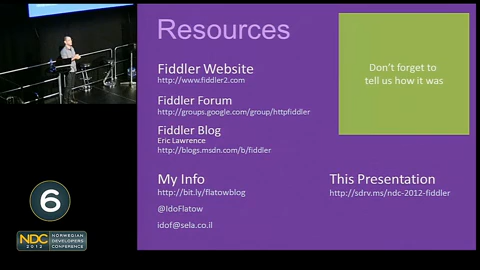 Resources
Fiddler Website
http://www.fiddler2.com
Fiddler Forum
http://groups.google.com/group/httpfiddler
Fiddler Blog
Eric Lawrence
http://blogs.msdn.com/b/fiddler
My Info
http://bit.ly/flatowblog
@IdoFlatow
idof@sela.co.il
Don't forget to
tell us how it was
This Presentation
http://sdrv.ms/ndc-2012-fiddler
6
NDC
2012
NORWEGIAN
DEVELOPERS
CONFERENCE